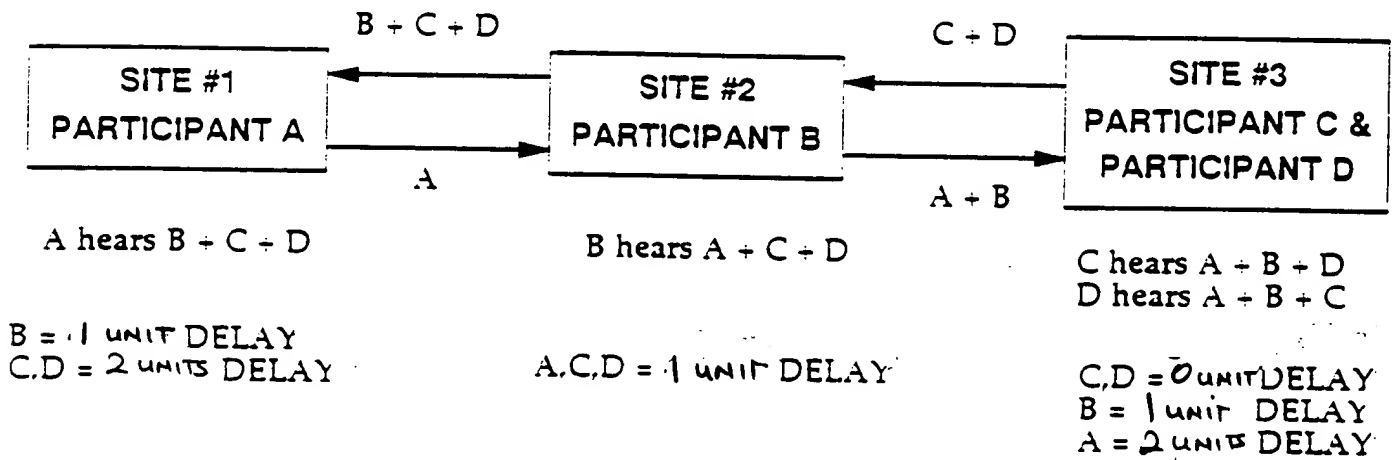 B + C + D
C + D
SITE #1
PARTICIPANT A
SITE #2
PARTICIPANT B
SITE #3
PARTICIPANT C &
PARTICIPANT D
A
A + B
A hears B + C + D
B hears A + C + D
C hears A + B + D
D hears A + B + C
B = 1 UNIT DELAY
C,D = 2 UNITS DELAY
A,C,D = 1 UNIT DELAY
C,D = 0 UNIT DELAY
B = 1 UNIT DELAY
A = 2 UNITS DELAY